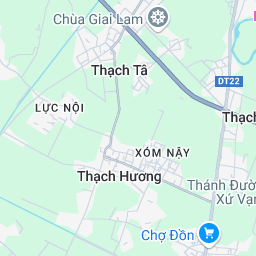 Chùa Giai Lam
Thạch Tâ
DT22
LỰC NỘI
Thạch
XÓM NẬY
Thạch Hương
Thánh Đườ
Xứ Vạ
Chợ Đồn